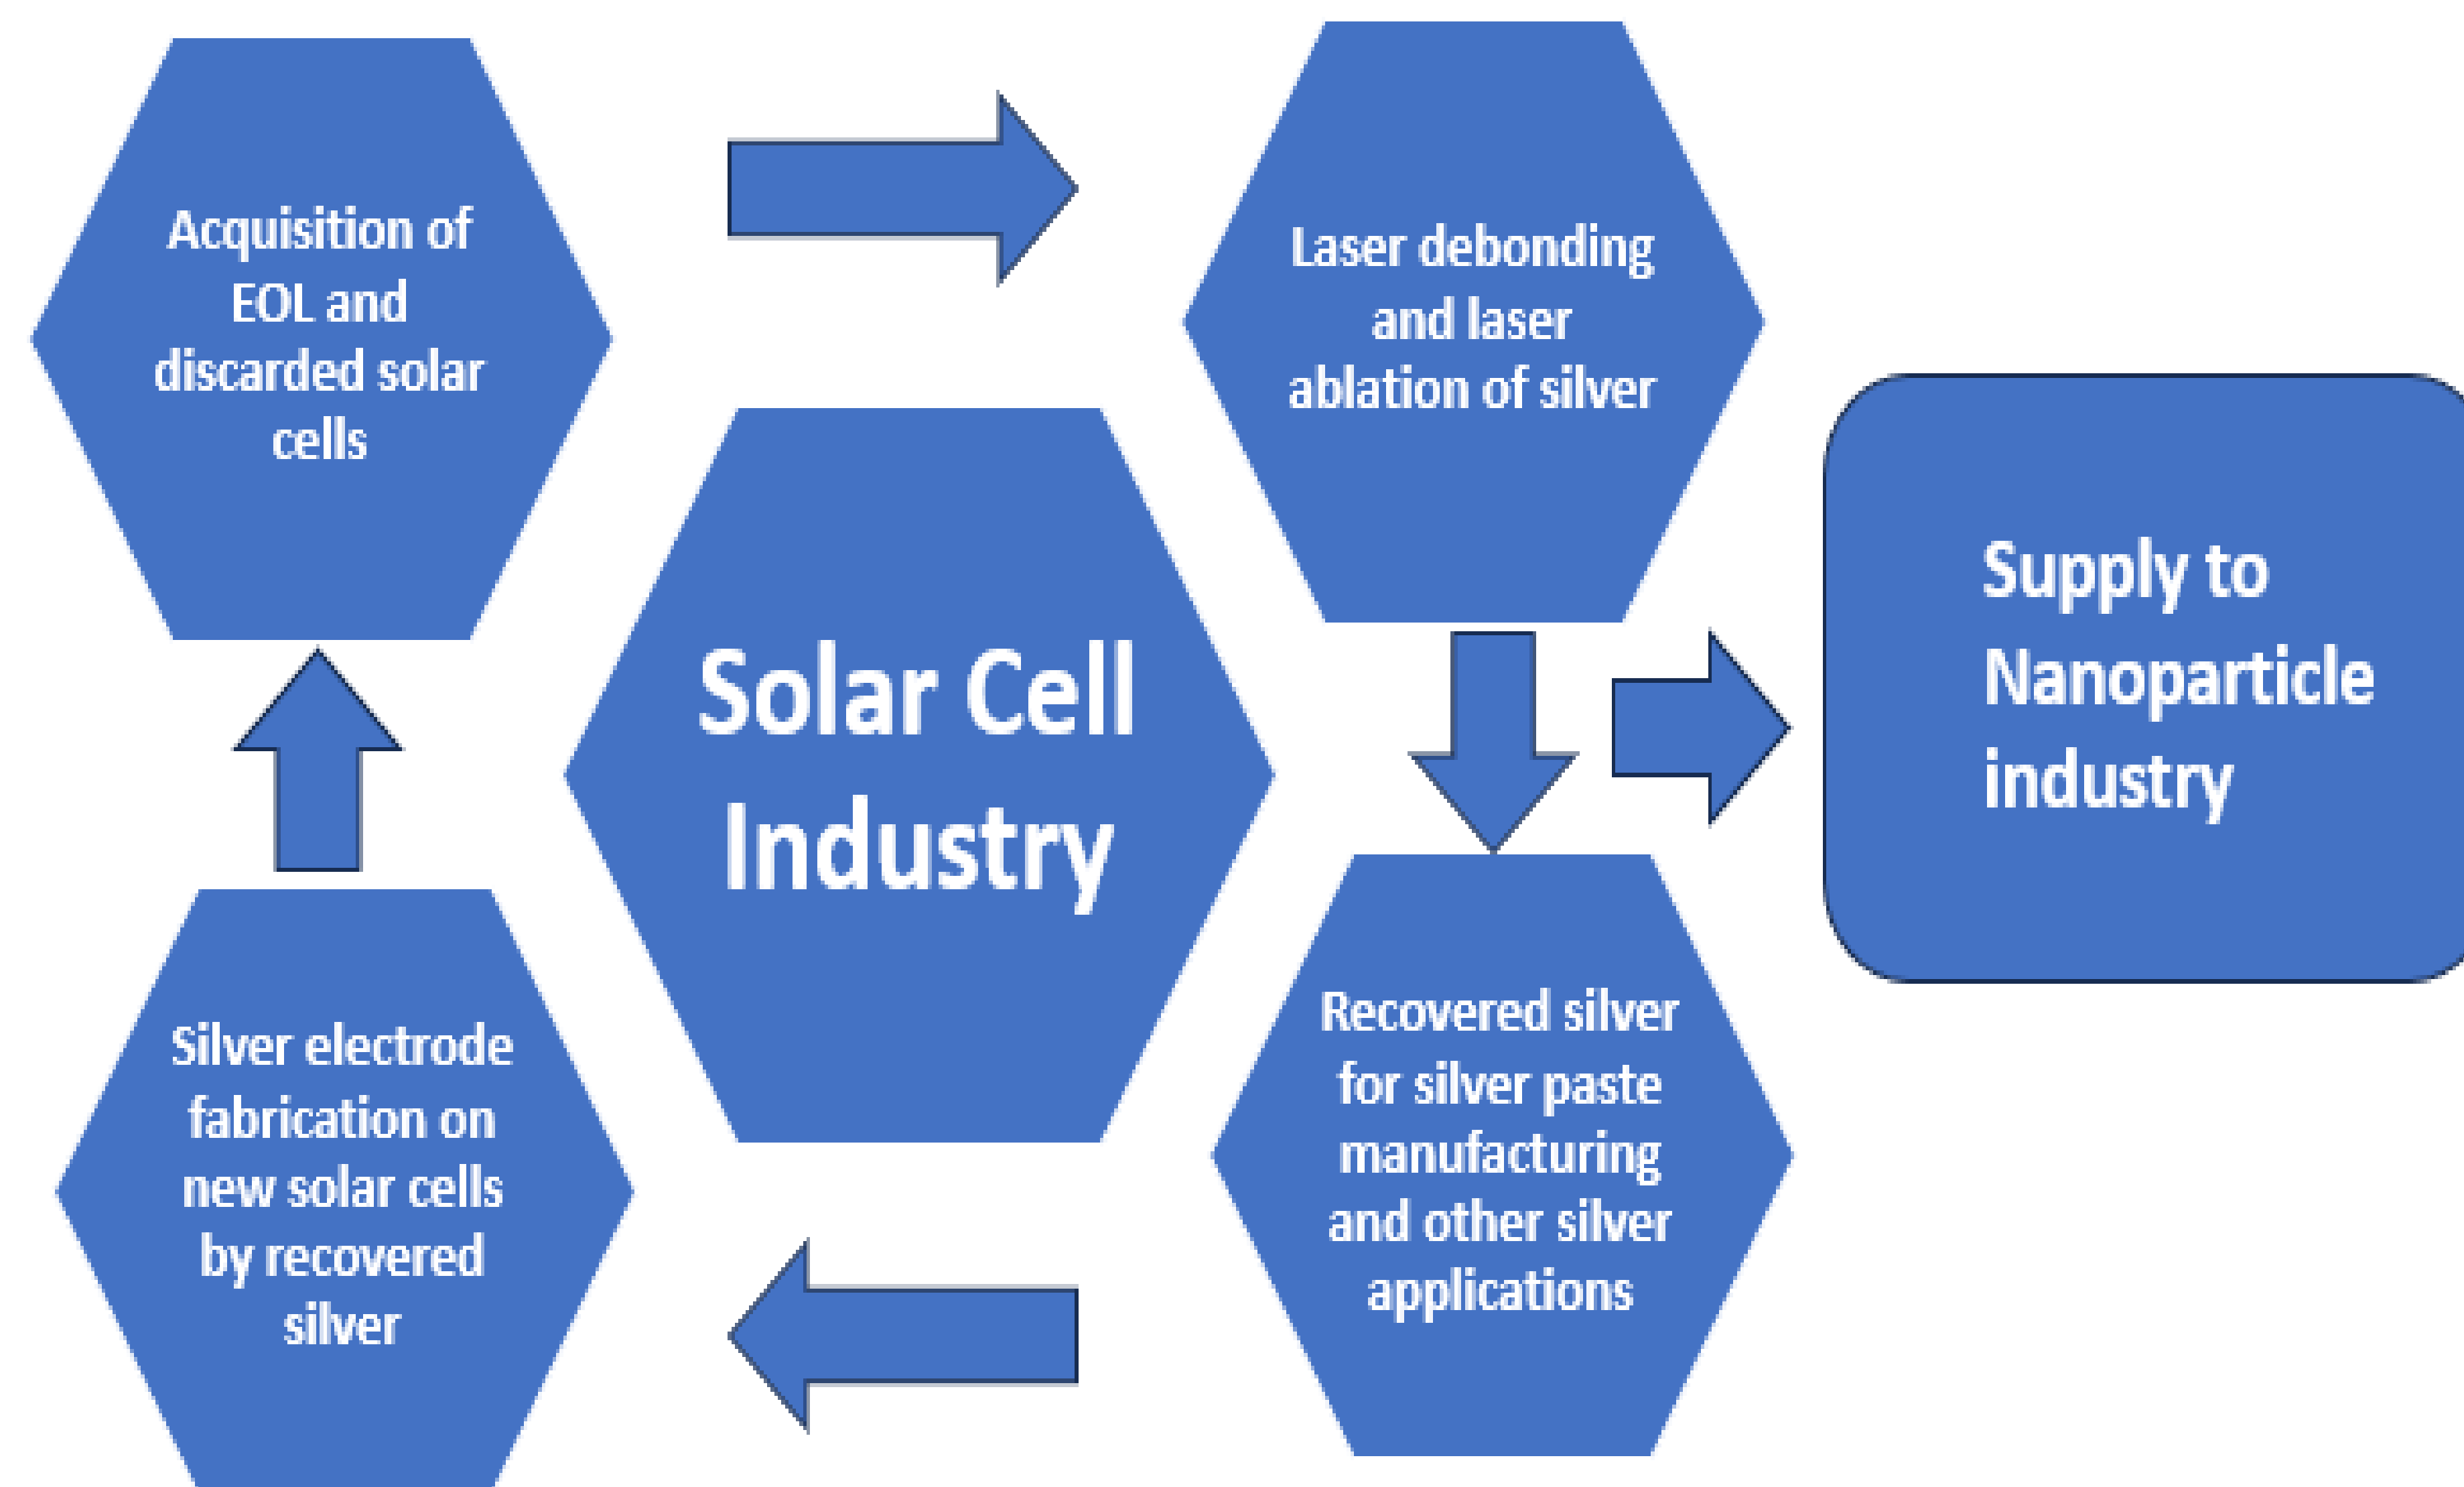 Acquisition of
EOL and
discarded solar
cells
Laser debonding
and laser
ablation of silver
Solar Cell
Industry
Supply to
Nanoparticle
industry
Silver electrode
fabrication on
new solar cells
by recovered
silver
Recovered silver
for silver paste
manufacturing
and other silver
applications